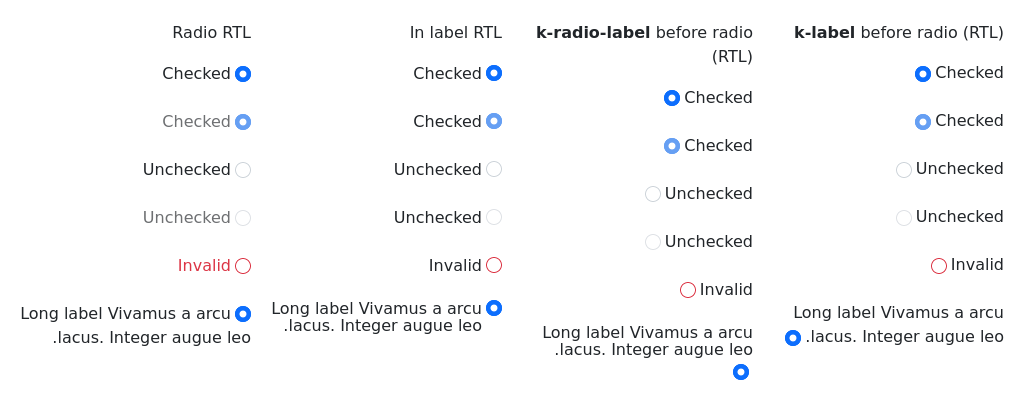 Radio RTL
Checked
Checked
Unchecked
Unchecked
Invalid
Long label Vivamus a arcu
.lacus. Integer augue leo
In label RTL
Checked
Checked
Unchecked
Unchecked
Invalid
Long label Vivamus a arcu
.lacus. Integer augue leo
k-radio-label before radio
(RTL)
Checked
Checked
Unchecked
Unchecked
Invalid
Long label Vivamus a arcu
.lacus. Integer augue leo
k-label before radio (RTL)
Checked
Checked
Unchecked
Unchecked
Invalid
Long label Vivamus a arcu
.lacus. Integer augue leo